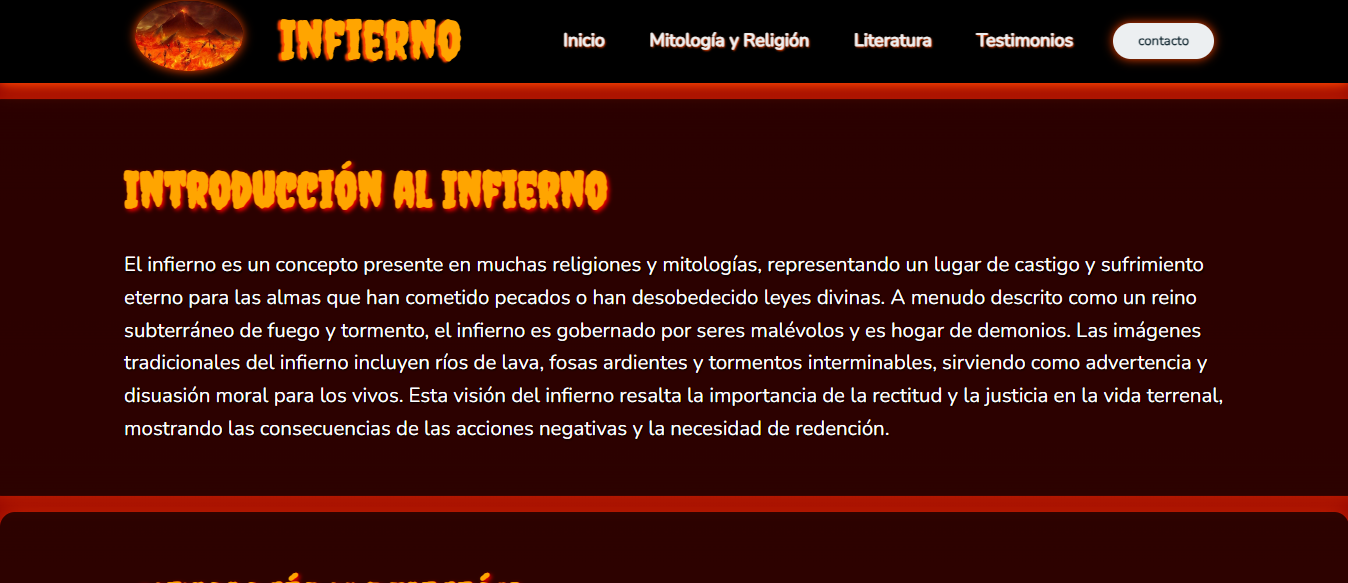 INFIERNO
Inicio
Mitología y Religión
Literatura
Testimonios
contacto
INTRODUCCIÓN AL INFIERNO
El infierno es un concepto presente en muchas religiones y mitologías, representando un lugar de castigo y sufrimiento
eterno para las almas que han cometido pecados o han desobedecido leyes divinas. A menudo descrito como un reino
subterráneo de fuego y tormento, el infierno es gobernado por seres malévolos y es hogar de demonios. Las imágenes
tradicionales del infierno incluyen ríos de lava, fosas ardientes y tormentos interminables, sirviendo como advertencia y
disuasión moral para los vivos. Esta visión del infierno resalta la importancia de la rectitud y la justicia en la vida terrenal,
mostrando las consecuencias de las acciones negativas y la necesidad de redención.